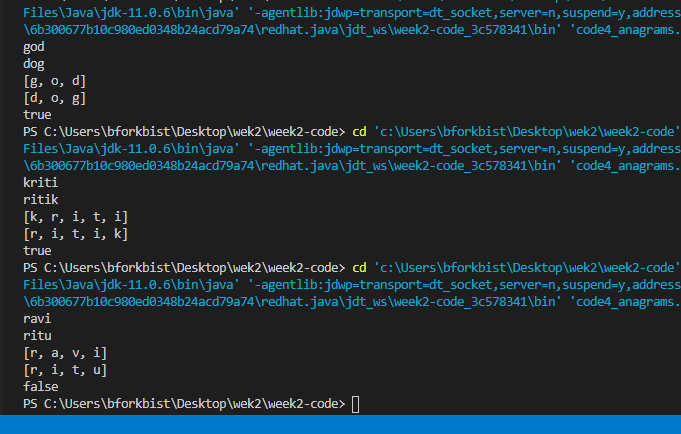 Files\Java\jdk-11.0.6\bin\java' '-agentlib:jdwp=transport=dt_socket,server=n,suspend=y,address
\6b300677b10c980ed0348b24acd79a74\redhat.java\jdt_ws\week2-code_3c578341\bin' 'code4_anagrams.
god
dog
[g, o, d]
[d, o, g]
true
PS C:\Users\bforkbist\Desktop\wek2\week2-code> cd 'c:\Users\bforkbist\Desktop\wek2\week2-code'
Files\Java\jdk-11.0.6\bin\java' '-agentlib:jdwp=transport=dt_socket,server=n,suspend=y,address
\6b300677b10c980ed0348b24acd79a74\redhat.java\jdt_ws\week2-code_3c578341\bin' 'code4_anagrams.
kriti
ritik
[k, r, i, t, i]
[r, i, t, i, k]
true
PS C:\Users\bforkbist\Desktop\wek2\week2-code> cd 'c:\Users\bforkbist\Desktop\wek2\week2-code'
Files\Java\jdk-11.0.6\bin\java' '-agentlib:jdwp=transport=dt_socket,server=n,suspend=y,address
\6b300677b10c980ed0348b24acd79a74\redhat.java\jdt_ws\week2-code_3c578341\bin' 'code4_anagrams.
ravi
ritu
[r, a, v, i]
[r, i, t, u]
false
PS C:\Users\bforkbist\Desktop\wek2\week2-code>